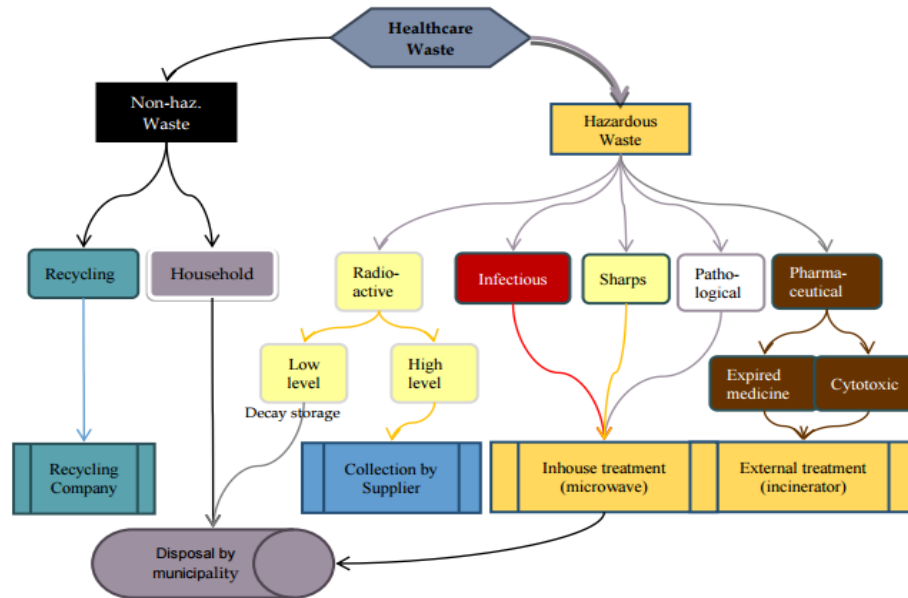 Healthcare
Waste
Non-haz.
Waste
Hazardous
Waste
Recycling
Household
Radio-
active
Infectious
Sharps
Patho-
logical
Pharma-
ceutical
Low
level
High
level
Expired
medicine
Cytotoxic
Decay storage
Recycling
Company
Collection by
Supplier
Inhouse treatment
(microwave)
External treatment
(incinerator)
Disposal by
municipality